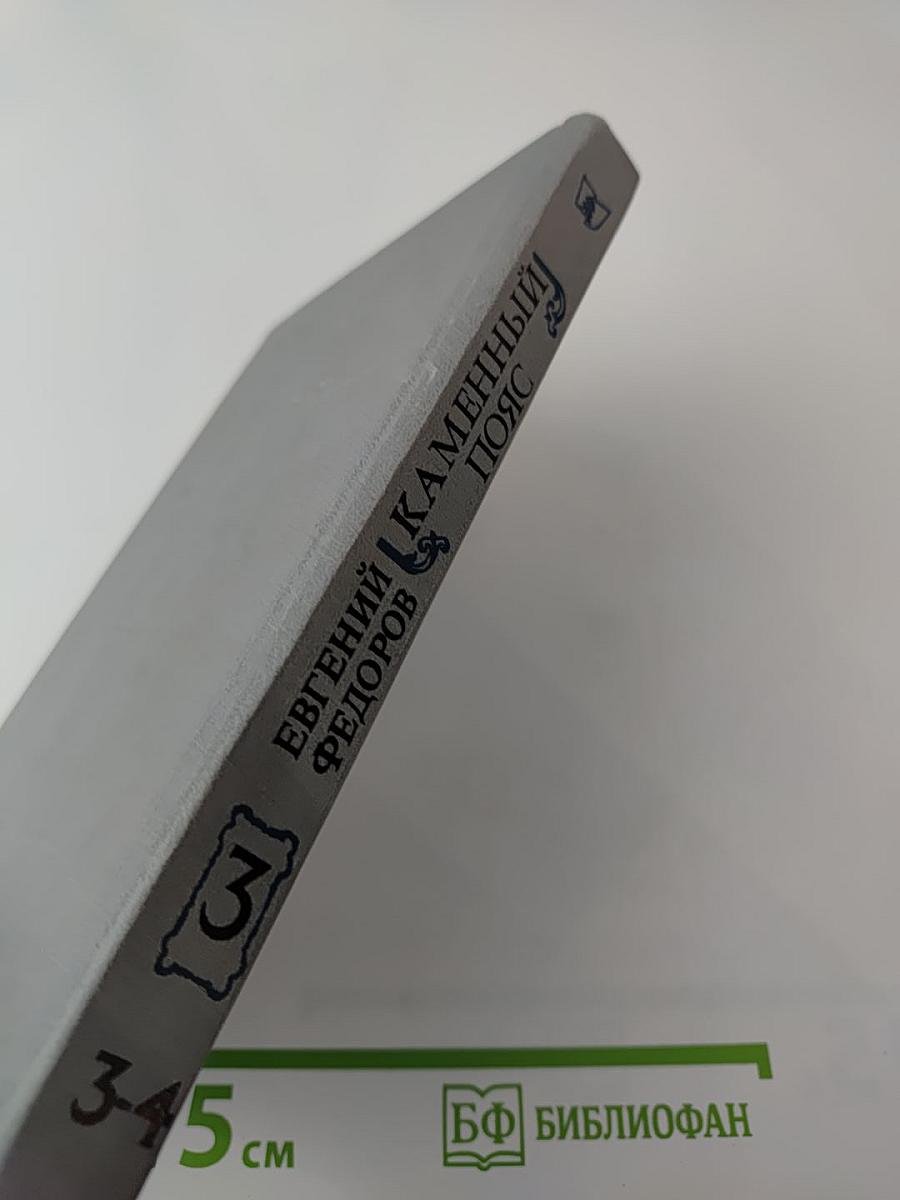 ЕВГЕНИЙ
ФЕДОРОВ
КАМЕННЫЙ
ПОЯС
3
3-4
5 см
БФ БИБЛИОФАН